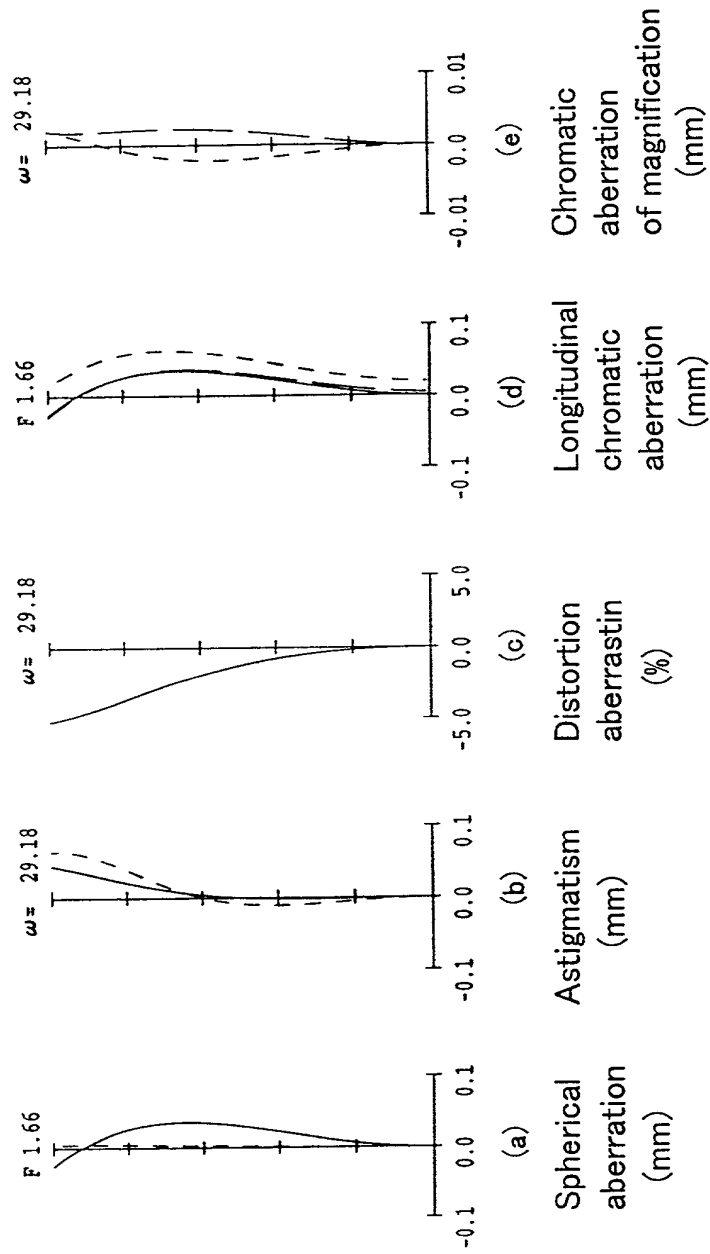 F 1.66
-0.1 0.0 0.1
(a)
Spherical
aberration
(mm)
ω= 29.18
-0.1 0.0 0.1
(b)
Astigmatism
(mm)
ω= 29.18
-5.0 0.0 5.0
(c)
Distortion
aberrastin
(%)
F 1.66
-0.1 0.0 0.1
(d)
Longitudinal
chromatic
aberration
(mm)
ω= 29.18
-0.01 0.0 0.01
(e)
Chromatic
aberration
of magnification
(mm)